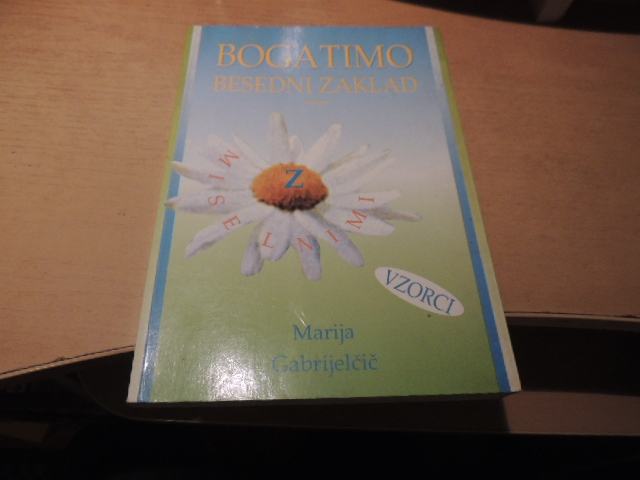 BOGATIMO
BESEDNI ZAKLAD
Z
MISELNIMI
VZORCI
Marija
Gabrijelčič